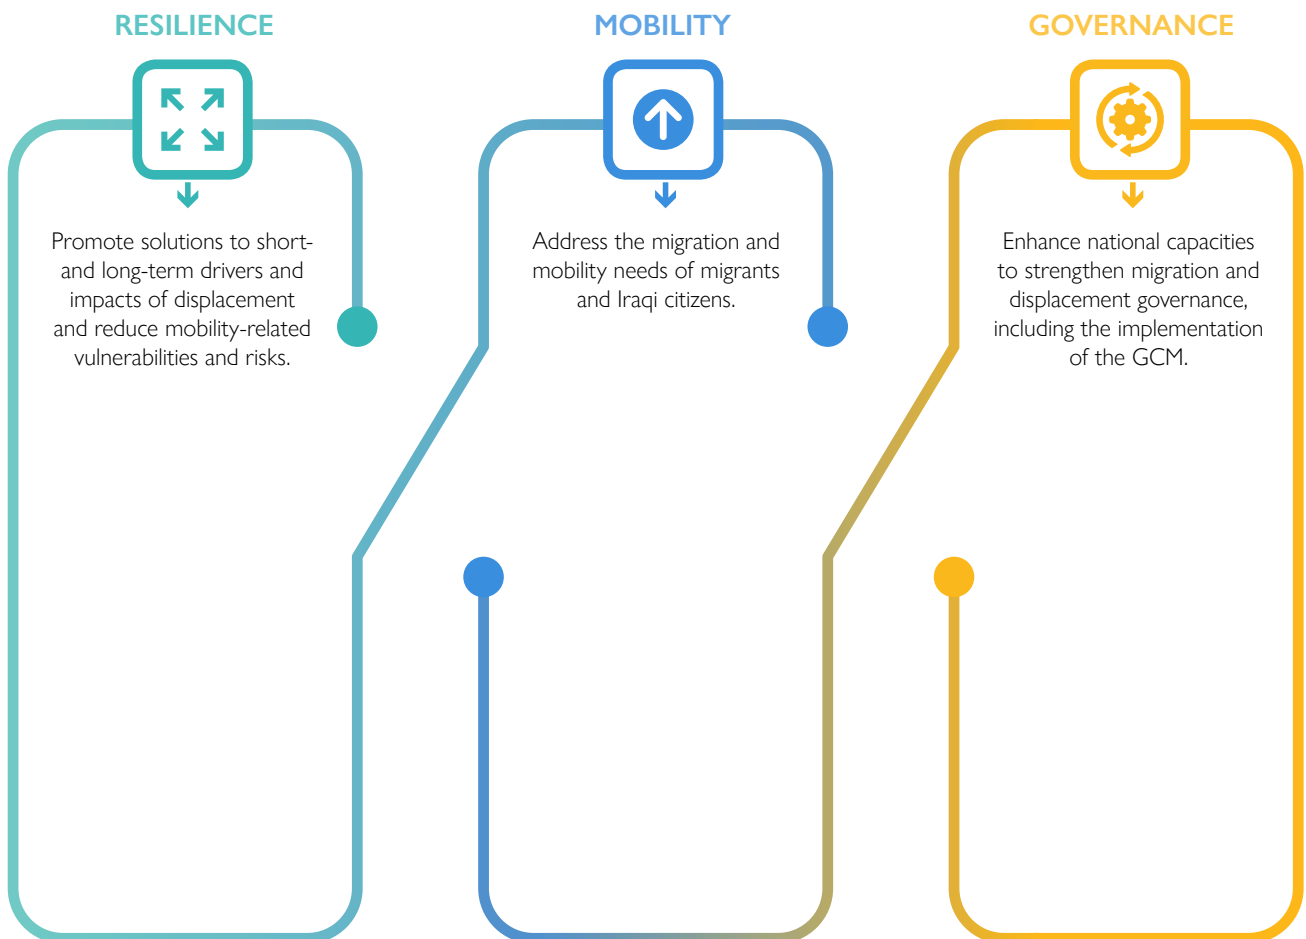 RESILIENCE
Promote solutions to short-
and long-term drivers and
impacts of displacement
and reduce mobility-related
vulnerabilities and risks.
MOBILITY
Address the migration and
mobility needs of migrants
and Iraqi citizens.
GOVERNANCE
Enhance national capacities
to strengthen migration and
displacement governance,
including the implementation
of the GCM.